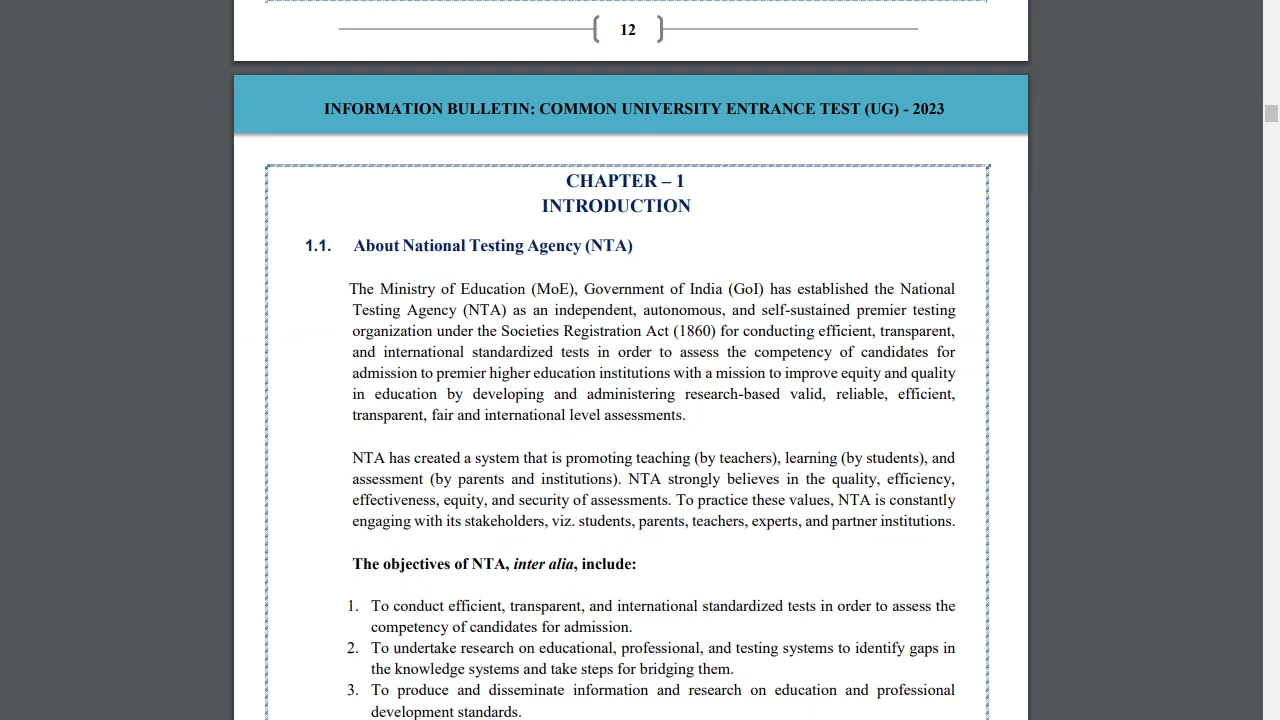 12
INFORMATION BULLETIN: COMMON UNIVERSITY ENTRANCE TEST (UG) - 2023
CHAPTER – 1
INTRODUCTION
1.1. About National Testing Agency (NTA)
The Ministry of Education (MoE), Government of India (GoI) has established the National
Testing Agency (NTA) as an independent, autonomous, and self-sustained premier testing
organization under the Societies Registration Act (1860) for conducting efficient, transparent,
and international standardized tests in order to assess the competency of candidates for
admission to premier higher education institutions with a mission to improve equity and quality
in education by developing and administering research-based valid, reliable, efficient,
transparent, fair and international level assessments.
NTA has created a system that is promoting teaching (by teachers), learning (by students), and
assessment (by parents and institutions). NTA strongly believes in the quality, efficiency,
effectiveness, equity, and security of assessments. To practice these values, NTA is constantly
engaging with its stakeholders, viz. students, parents, teachers, experts, and partner institutions.
The objectives of NTA, inter alia, include:
1. To conduct efficient, transparent, and international standardized tests in order to assess the
competency of candidates for admission.
2. To undertake research on educational, professional, and testing systems to identify gaps in
the knowledge systems and take steps for bridging them.
3. To produce and disseminate information and research on education and professional
development standards.